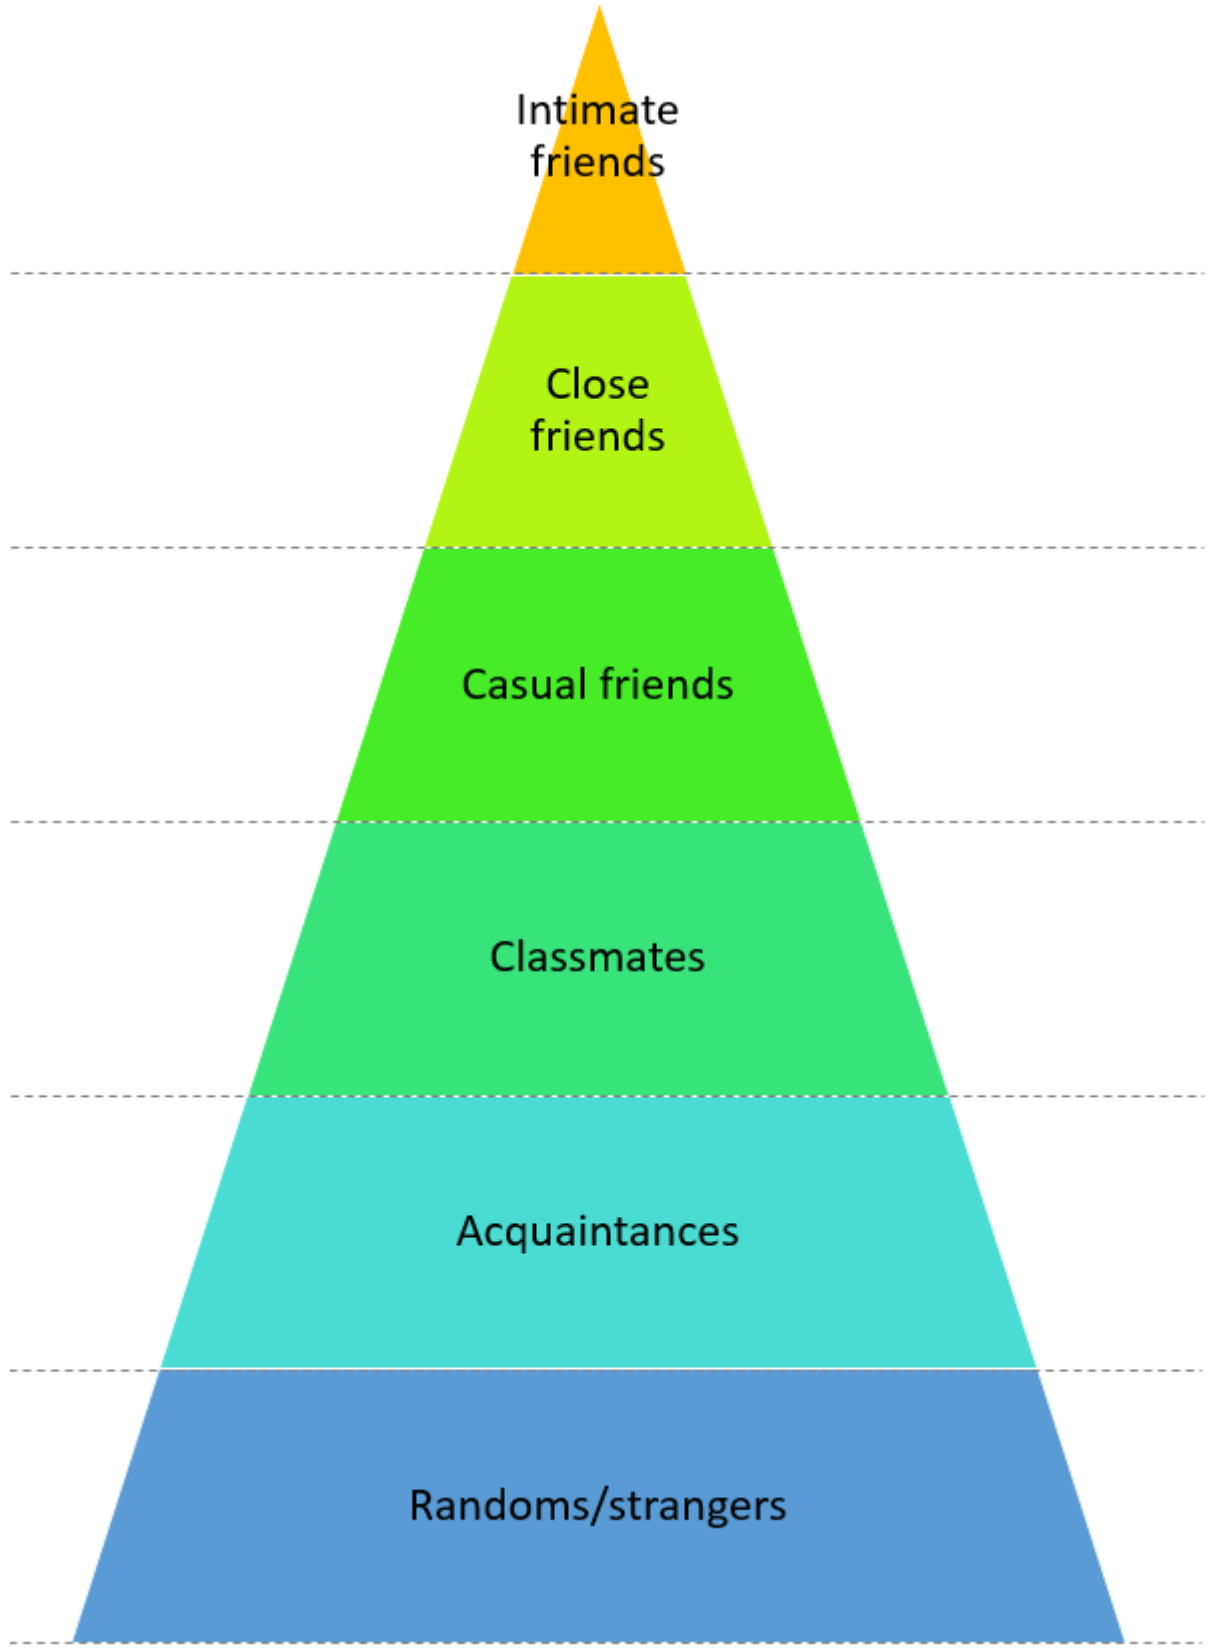 Intimate
friends
Close
friends
Casual friends
Classmates
Acquaintances
Randoms/strangers